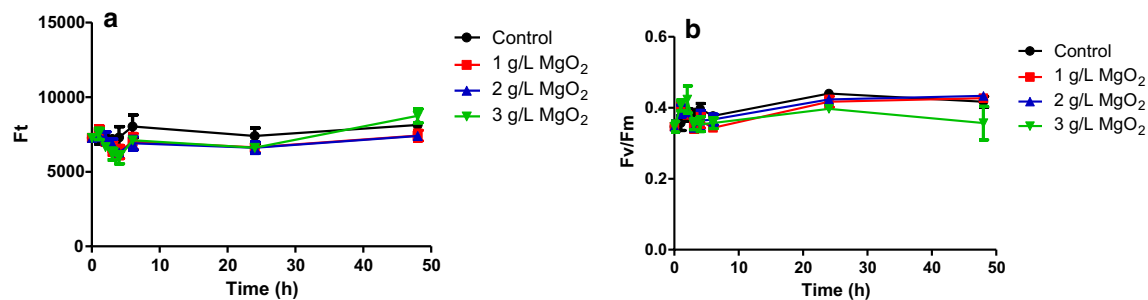 a
15000
10000
5000
0
Ft
0 10 20 30 40 50
Time (h)
Control
1 g/L MgO2
2 g/L MgO2
3 g/L MgO2
b
0.6
0.4
0.2
0.0
Fv/Fm
0 10 20 30 40 50
Time (h)
Control
1 g/L MgO2
2 g/L MgO2
3 g/L MgO2